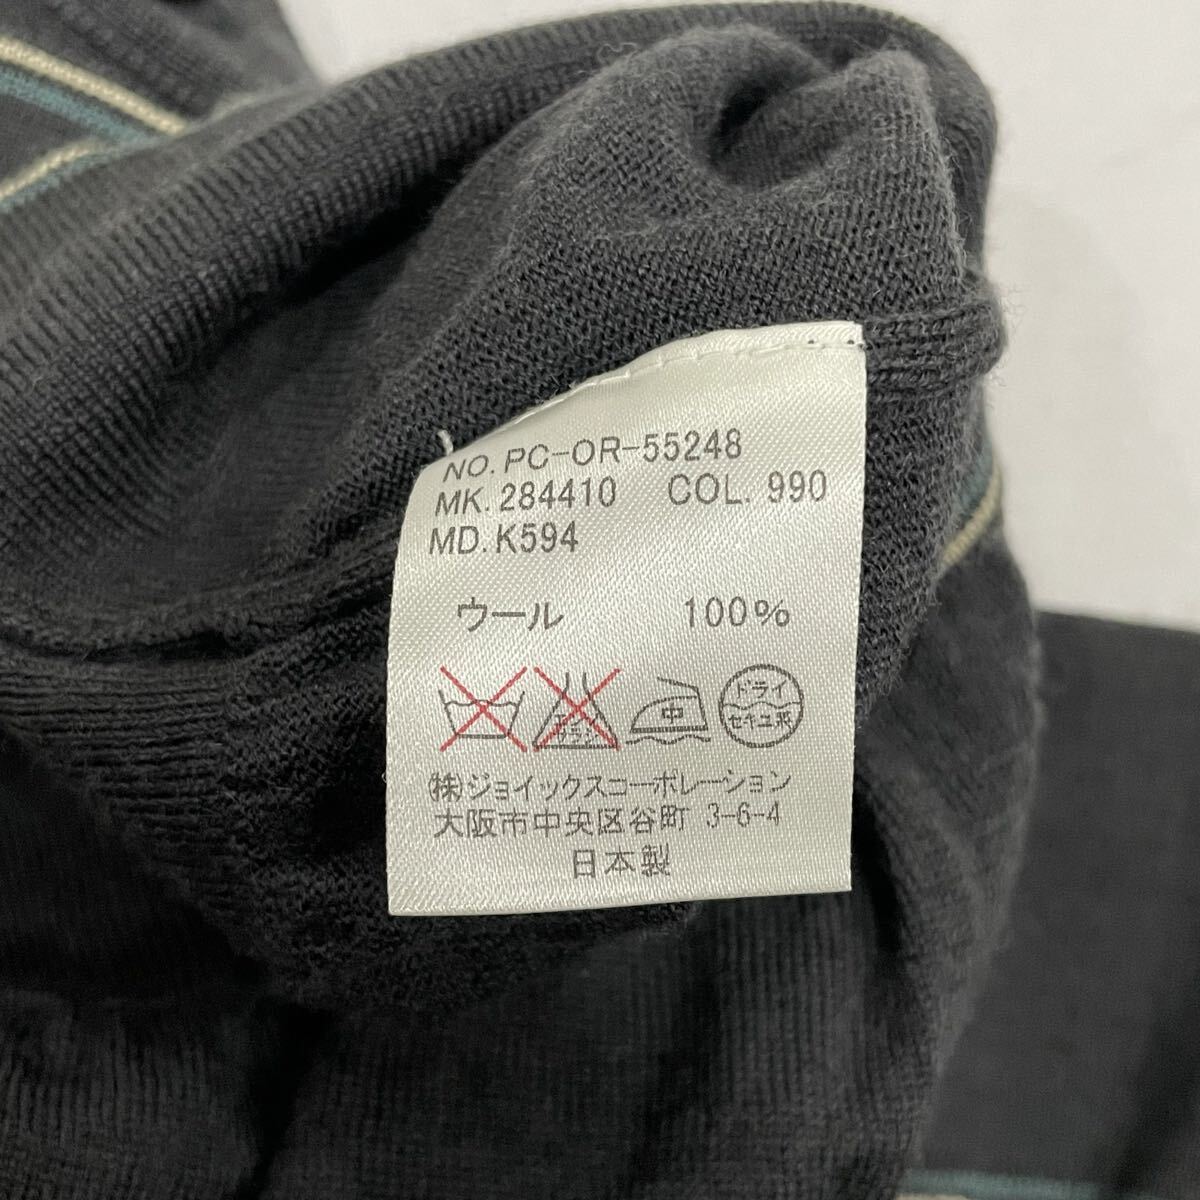 NO. PC-OR-55248
MK. 284410 COL. 990
MD. K594
ウール 100%
中
ドライ
セキユ系
㈱ジョイックスコーポレーション
大阪市中央区谷町 3-6-4
日本製